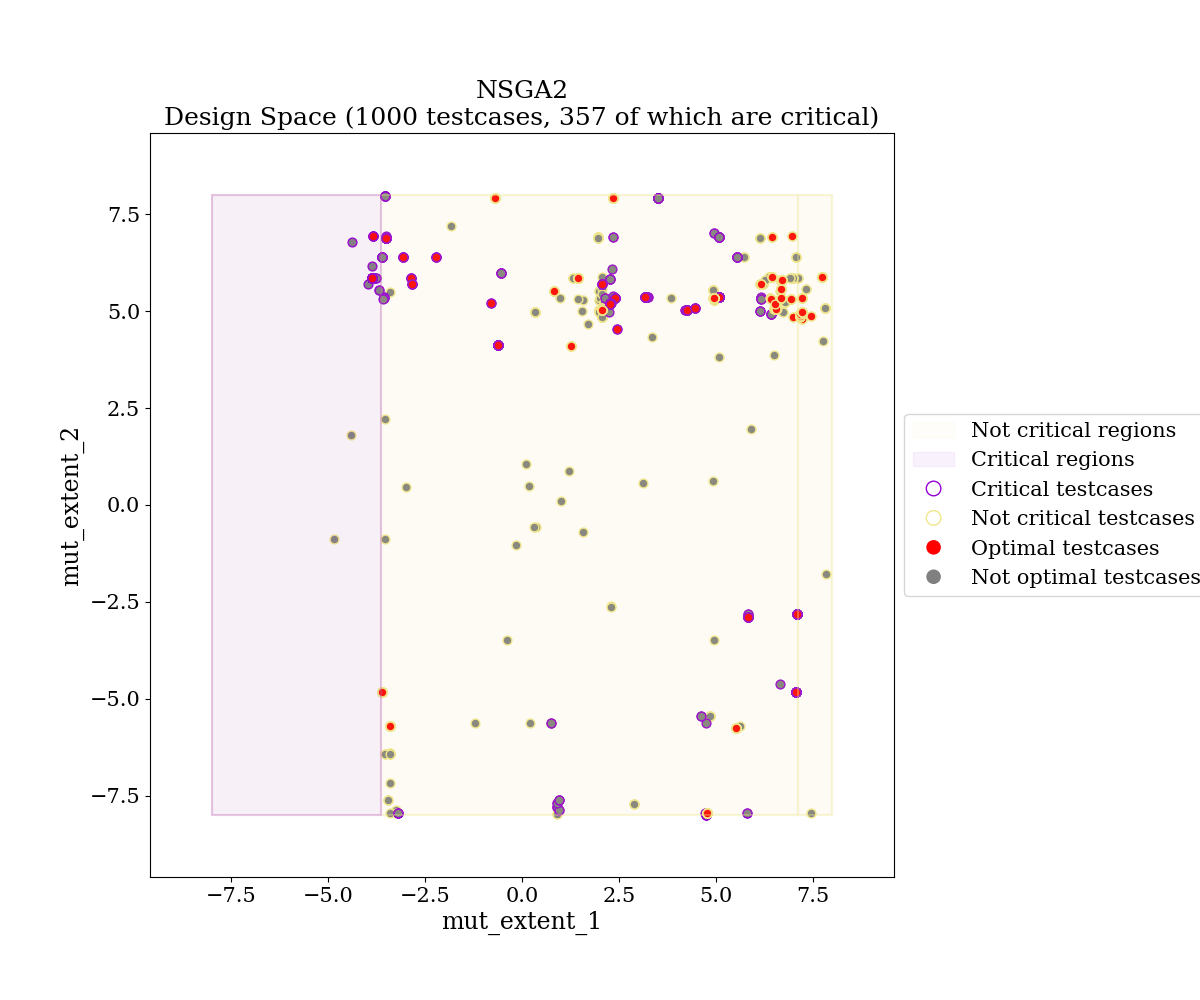 NSGA2
Design Space (1000 testcases, 357 of which are critical)
mut_extent_2
7.5
5.0
2.5
0.0
−2.5
−5.0
−7.5
−7.5 −5.0 −2.5 0.0 2.5 5.0 7.5
mut_extent_1
Not critical regions
Critical regions
Critical testcases
Not critical testcases
Optimal testcases
Not optimal testcases